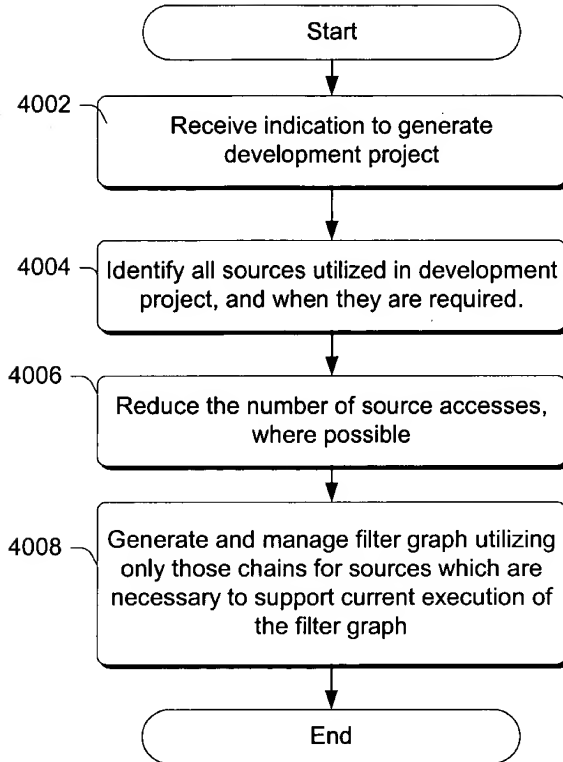 Start
4002
Receive indication to generate
development project
4004
Identify all sources utilized in development
project, and when they are required.
4006
Reduce the number of source accesses,
where possible
4008
Generate and manage filter graph utilizing
only those chains for sources which are
necessary to support current execution of
the filter graph
End